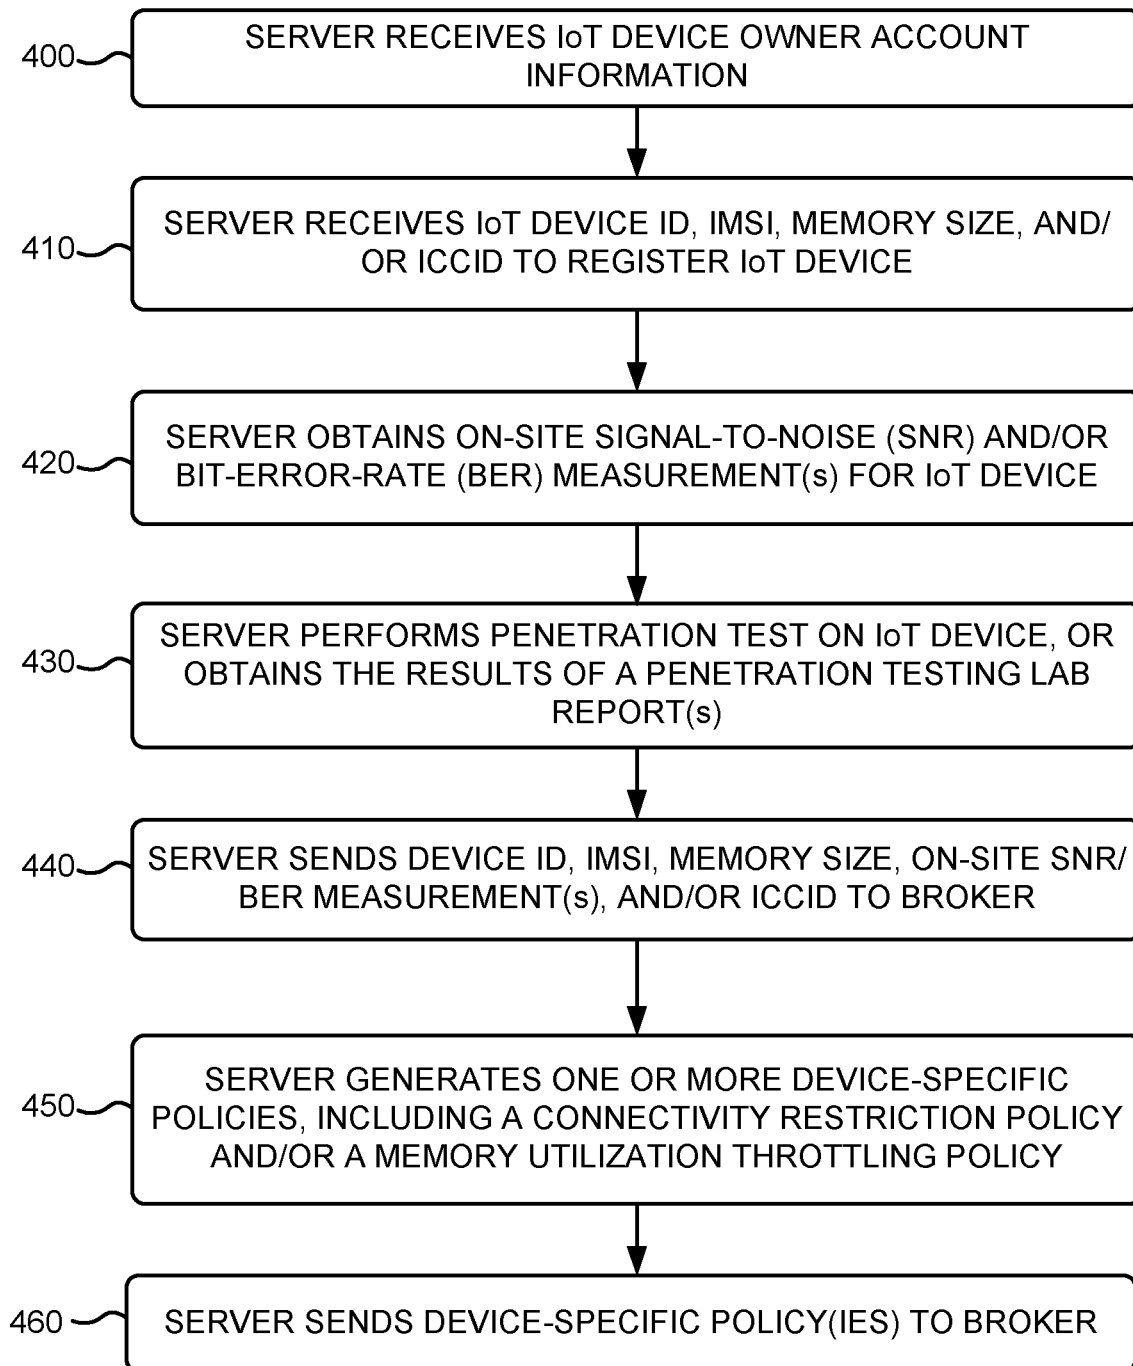 400
SERVER RECEIVES IoT DEVICE OWNER ACCOUNT
INFORMATION
410
SERVER RECEIVES IoT DEVICE ID, IMSI, MEMORY SIZE, AND/
OR ICCID TO REGISTER IoT DEVICE
420
SERVER OBTAINS ON-SITE SIGNAL-TO-NOISE (SNR) AND/OR
BIT-ERROR-RATE (BER) MEASUREMENT(s) FOR IoT DEVICE
430
SERVER PERFORMS PENETRATION TEST ON IoT DEVICE, OR
OBTAINS THE RESULTS OF A PENETRATION TESTING LAB
REPORT(s)
440
SERVER SENDS DEVICE ID, IMSI, MEMORY SIZE, ON-SITE SNR/
BER MEASUREMENT(s), AND/OR ICCID TO BROKER
450
SERVER GENERATES ONE OR MORE DEVICE-SPECIFIC
POLICIES, INCLUDING A CONNECTIVITY RESTRICTION POLICY
AND/OR A MEMORY UTILIZATION THROTTLING POLICY
460
SERVER SENDS DEVICE-SPECIFIC POLICY(IES) TO BROKER